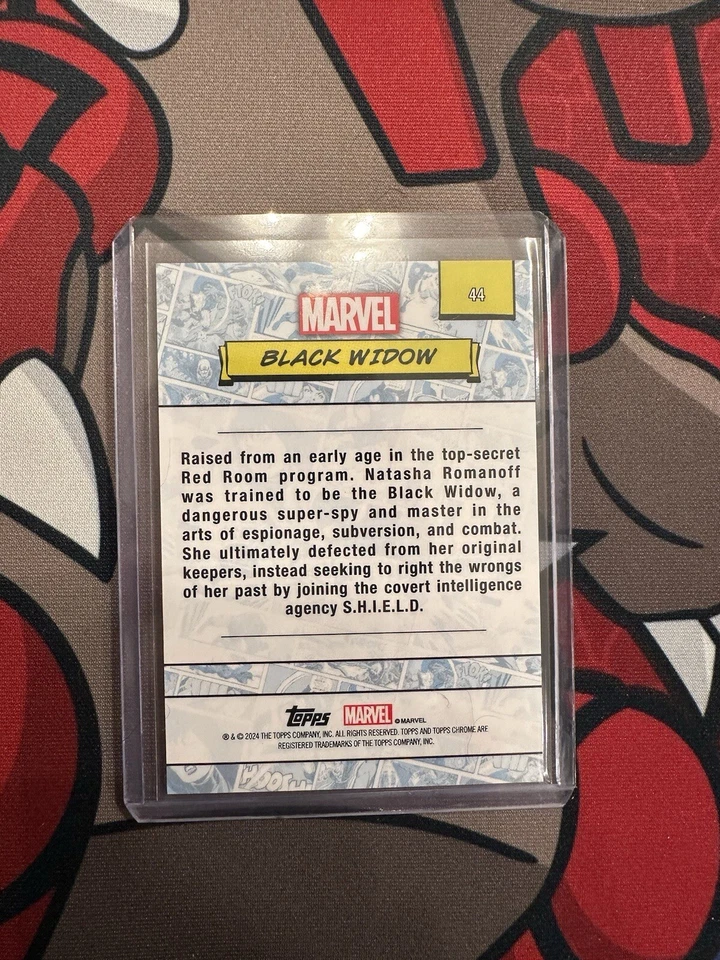 44
MARVEL
BLACK WIDOW
Raised from an early age in the top-secret
Red Room program. Natasha Romanoff
was trained to be the Black Widow, a
dangerous super-spy and master in the
arts of espionage, subversion, and combat.
She ultimately defected from her original
keepers, instead seeking to right the wrongs
of her past by joining the covert intelligence
agency S.H.I.E.L.D.
topps MARVEL © MARVEL
® & © 2024 THE TOPPS COMPANY, INC. ALL RIGHTS RESERVED. TOPPS AND TOPPS CHROME ARE
REGISTERED TRADEMARKS OF THE TOPPS COMPANY, INC.